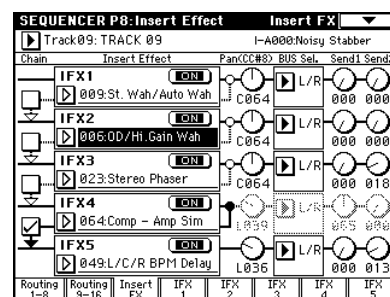 SEQUENCER P8:Insert Effect Insert FX
Track09: TRACK 09 I-A000:Noisy Stabber
Chain Insert Effect Pan(CC#8) BUS Sel. Send1 Send2
IFX1 ON
009:St. Wah/Auto Wah C064 L/R 000 000
IFX2 ON
006:OD/Hi.Gain Wah C064 L/R 000 000
IFX3 ON
023:Stereo Phaser C064 L/R 000 018
IFX4 ON
064:Comp - Amp Sim L/R
IFX5 ON
049:L/C/R BPM Delay L036 L/R 000 013
Routing 1-8 Routing 9-16 Insert FX IFX 1 IFX 2 IFX 3 IFX 4 IFX 5